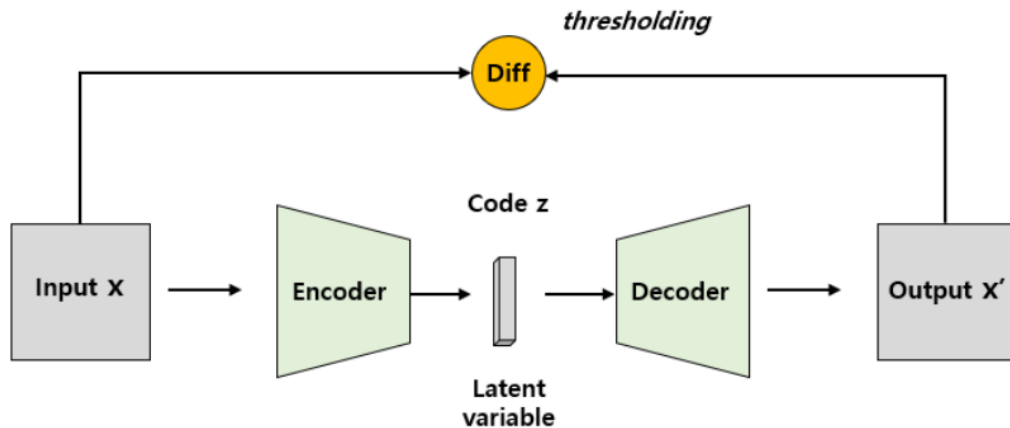 thresholding
Diff
Code z
Input x
Encoder
Decoder
Output x′
Latent
variable